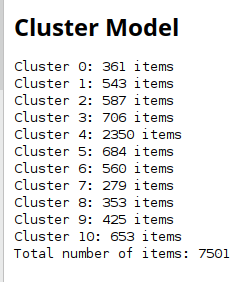 Cluster Model
Cluster 0: 361 items
Cluster 1: 543 items
Cluster 2: 587 items
Cluster 3: 706 items
Cluster 4: 2350 items
Cluster 5: 684 items
Cluster 6: 560 items
Cluster 7: 279 items
Cluster 8: 353 items
Cluster 9: 425 items
Cluster 10: 653 items
Total number of items: 7501